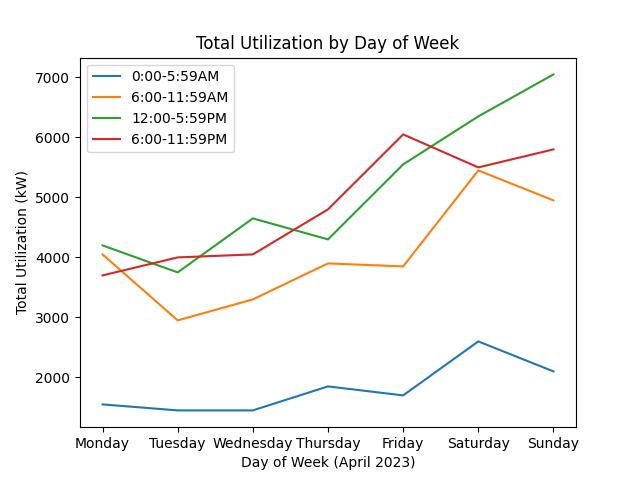 Total Utilization by Day of Week
0:00-5:59AM
6:00-11:59AM
12:00-5:59PM
6:00-11:59PM
7000
6000
5000
4000
3000
2000
Total Utilization (kW)
Monday Tuesday Wednesday Thursday Friday Saturday Sunday
Day of Week (April 2023)